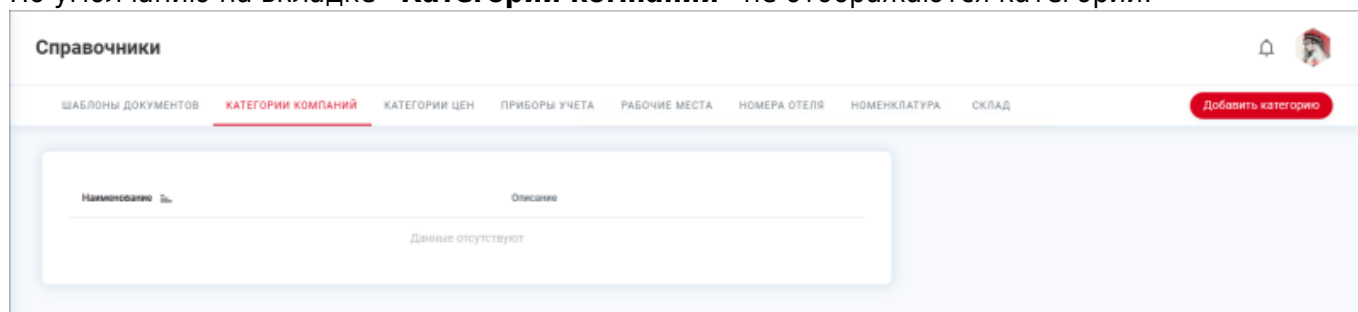 По умолчанию на вкладке "Категории компаний" не отображаются категории.
Справочники
ШАБЛОНЫ ДОКУМЕНТОВ КАТЕГОРИИ КОМПАНИЙ КАТЕГОРИИ ЦЕН ПРИБОРЫ УЧЕТА РАБОЧИЕ МЕСТА НОМЕРА ОТЕЛЯ НОМЕНКЛАТУРА СКЛАД Добавить категорию
Наименование Описание
Данные отсутствуют